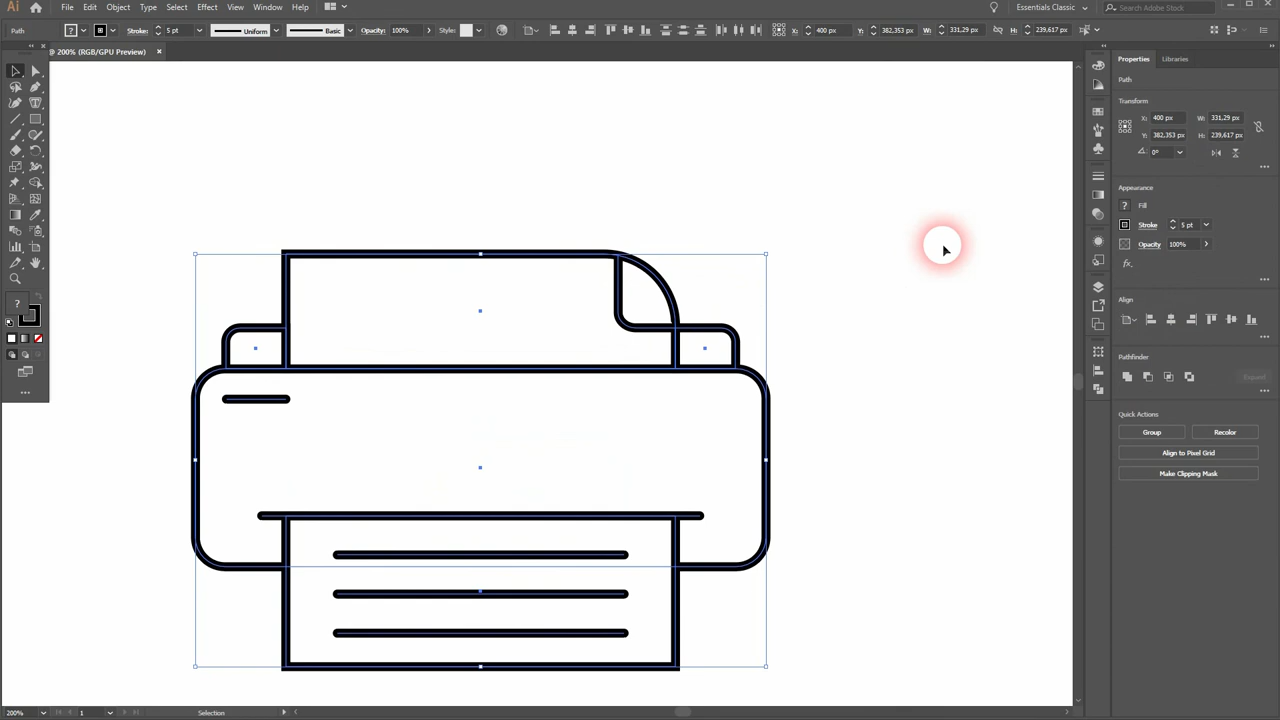 Ai File Edit Object Type Select Effect View Window Help Essentials Classic Search Adobe Stock
Path ? Stroke: 5 pt Uniform Basic Opacity: 100% Style: X: 400 px Y: 382,353 px W: 331,29 px H: 239,617 px
@ 200% (RGB/GPU Preview) ×
Properties Libraries
Path
Transform
X: 400 px W: 331,29 px
Y: 382,353 px H: 239,617 px
0°
Appearance
? Fill
Stroke 5 pt
Opacity 100%
fx.
Align
?
Pathfinder
Expand
Quick Actions
Group Recolor
Align to Pixel Grid
Make Clipping Mask
200% 1 Selection